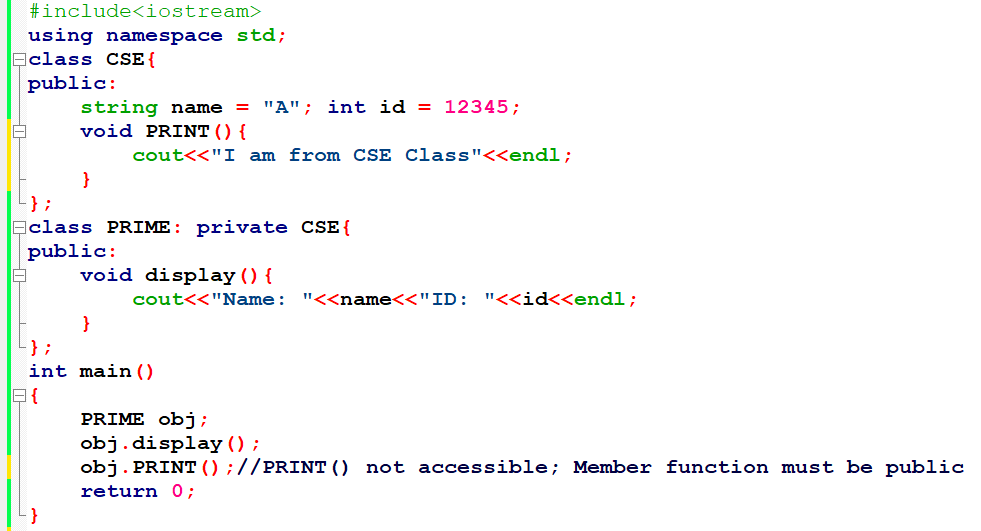 #include<iostream>
using namespace std;
class CSE{
public:
    string name = "A"; int id = 12345;
    void PRINT(){
        cout<<"I am from CSE Class"<<endl;
    }
};
class PRIME: private CSE{
public:
    void display(){
        cout<<"Name: "<<name<<"ID: "<<id<<endl;
    }
};
int main()
{
    PRIME obj;
    obj.display();
    obj.PRINT();//PRINT() not accessible; Member function must be public
    return 0;
}